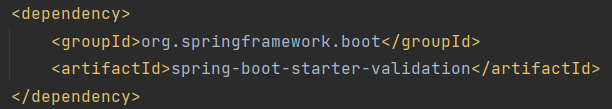 <dependency>
    <groupId>org.springframework.boot</groupId>
    <artifactId>spring-boot-starter-validation</artifactId>
</dependency>